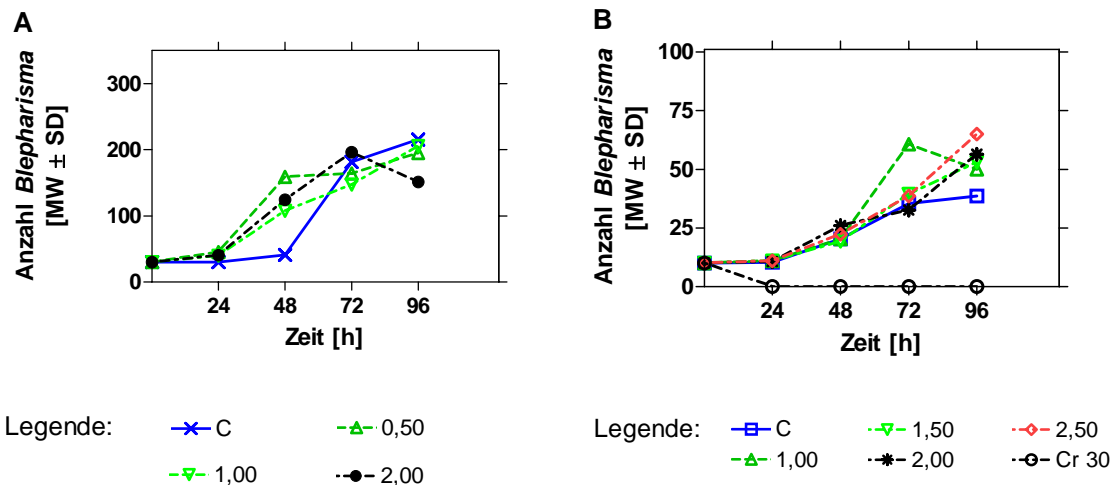 A
Anzahl Blepharisma
[MW ± SD]
300
200
100
0
24 48 72 96
Zeit [h]
B
Anzahl Blepharisma
[MW ± SD]
100
75
50
25
0
24 48 72 96
Zeit [h]
Legende:
C
0,50
1,00
2,00
Legende:
C
1,50
2,50
1,00
2,00
Cr 30